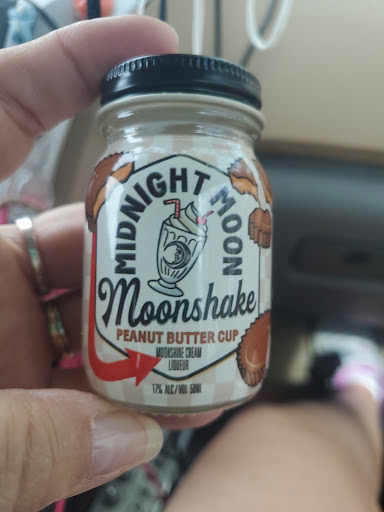 MIDNIGHT MOON
Moonshake
PEANUT BUTTER CUP
MOONSHINE CREAM
LIQUEUR
17% ALC/VOL 50ML